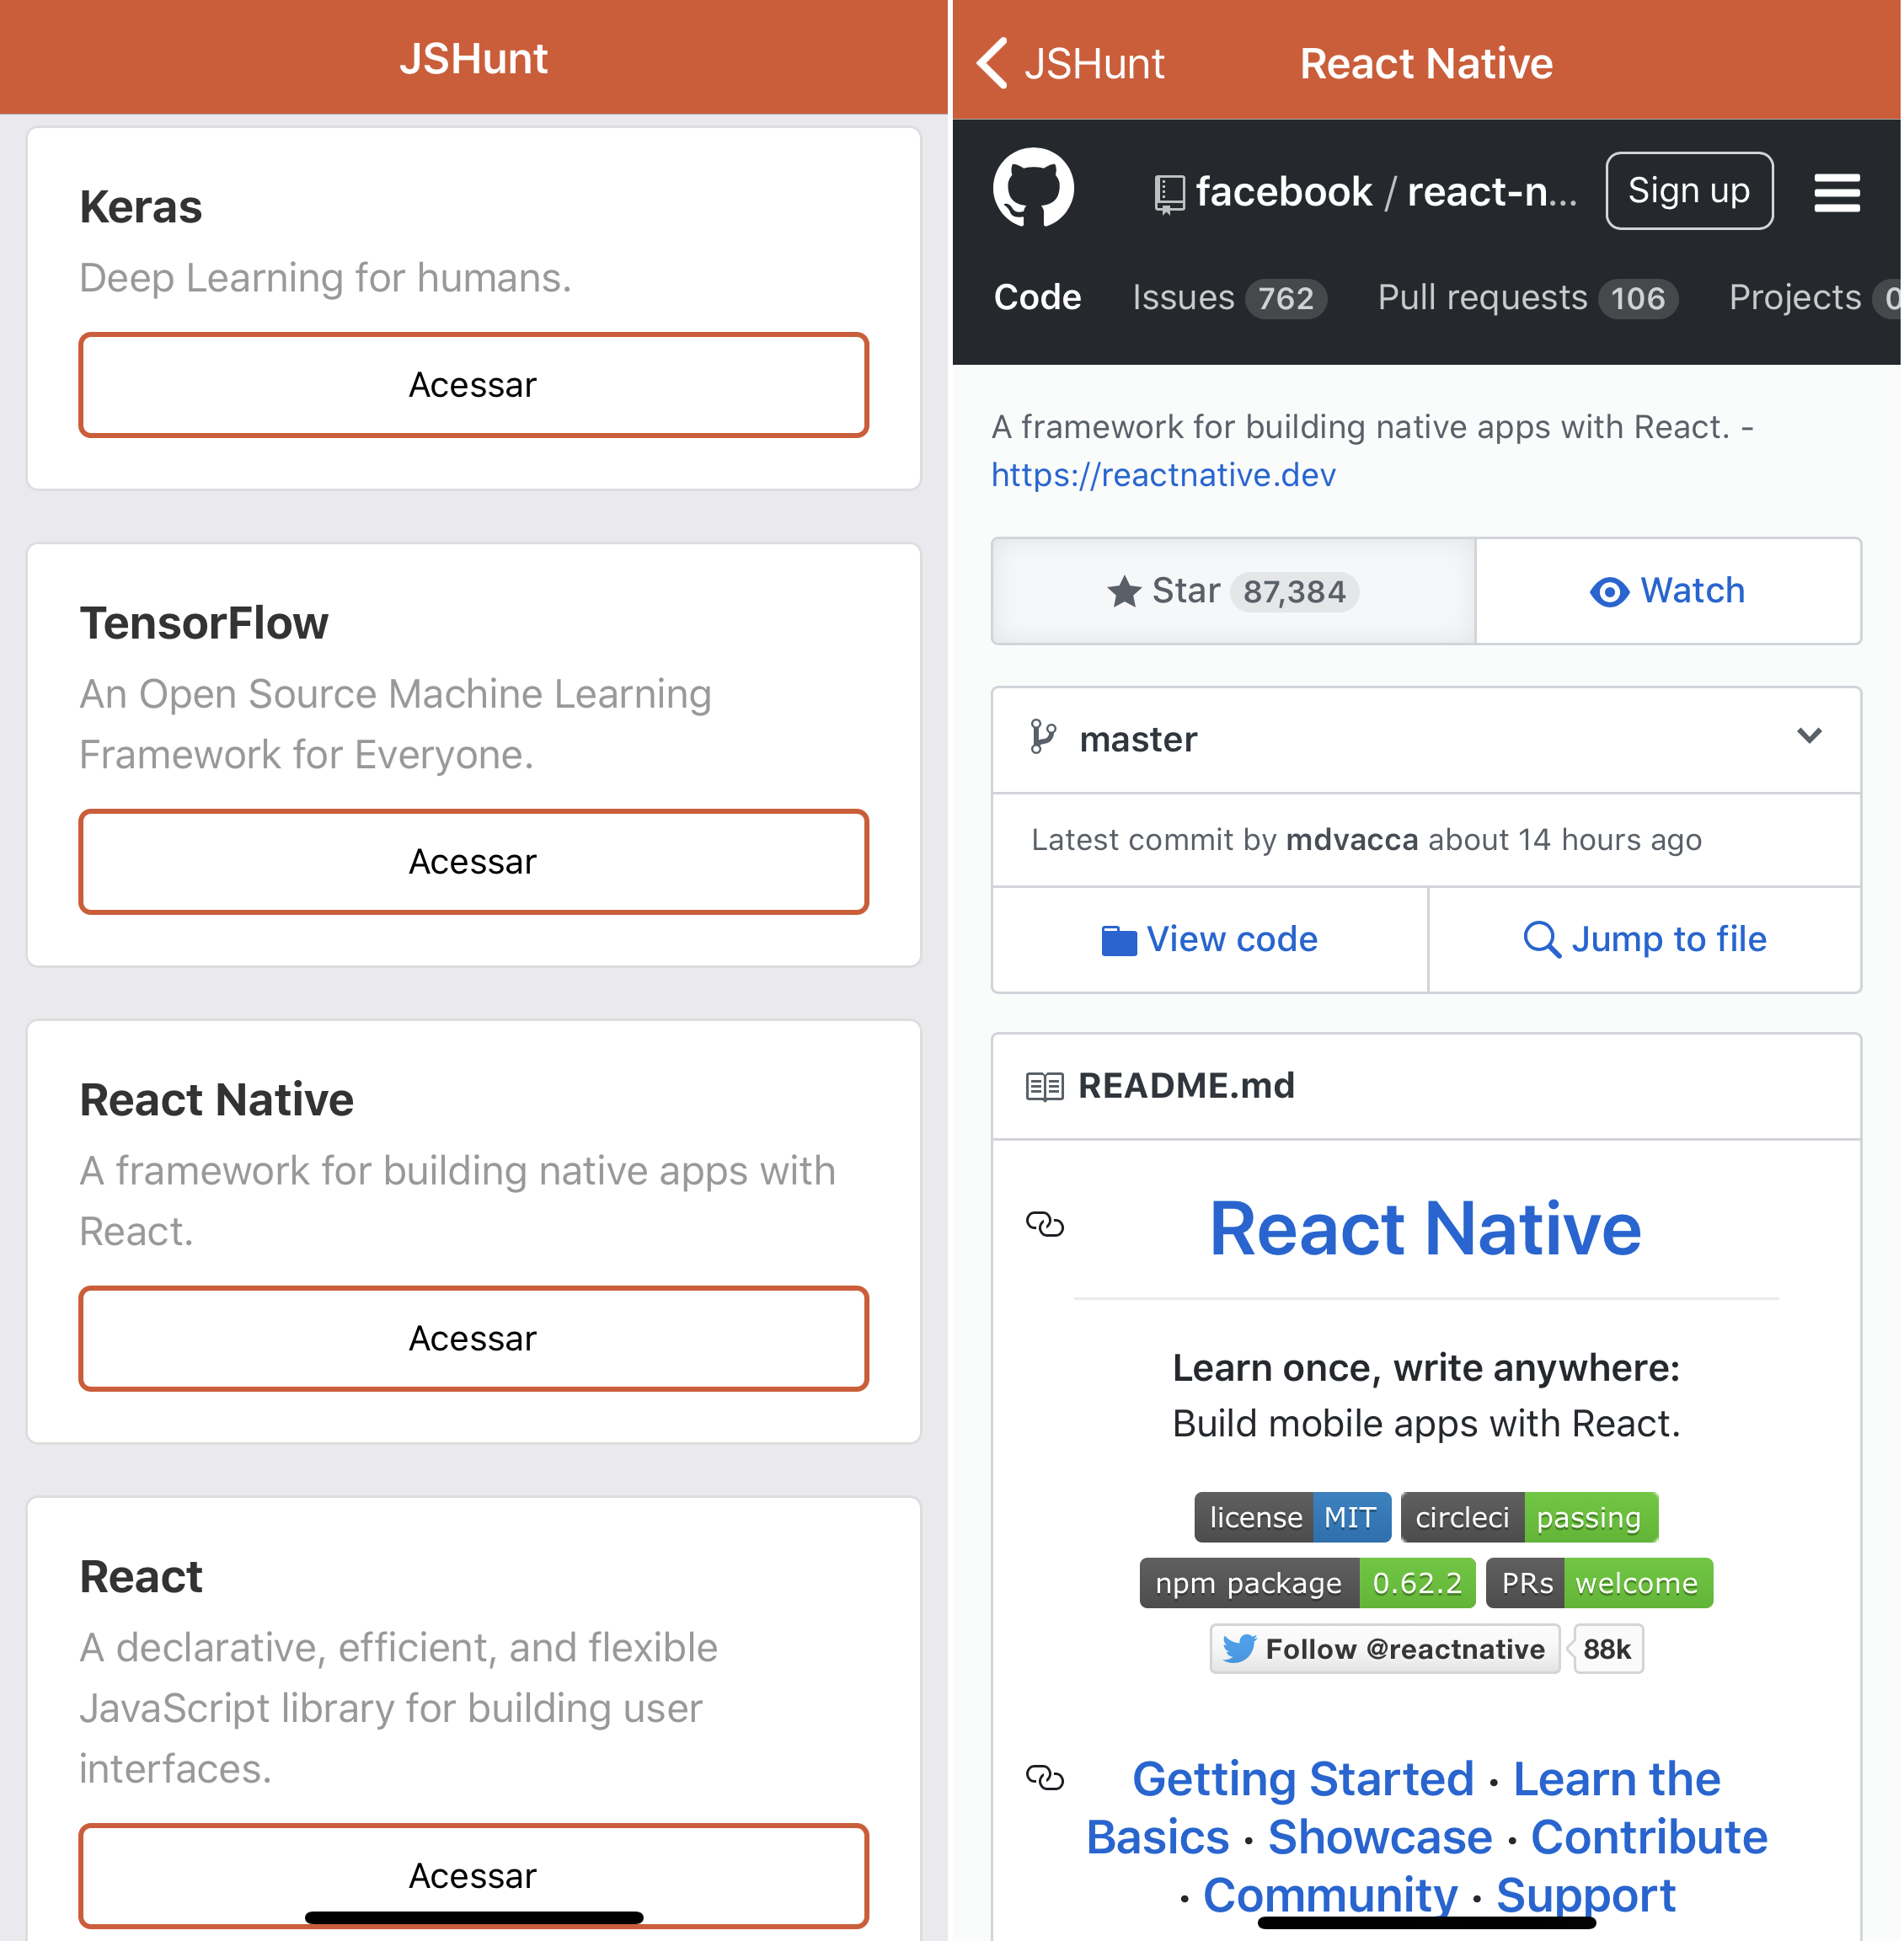 JSHunt
Keras
Deep Learning for humans.
Acessar
TensorFlow
An Open Source Machine Learning
Framework for Everyone.
Acessar
React Native
A framework for building native apps with
React.
Acessar
React
A declarative, efficient, and flexible
JavaScript library for building user
interfaces.
Acessar
JSHunt React Native
facebook / react-n... Sign up
Code Issues 762 Pull requests 106 Projects 0
A framework for building native apps with React. -
https://reactnative.dev
Star 87,384 Watch
master
Latest commit by mdvacca about 14 hours ago
View code Jump to file
README.md
React Native
Learn once, write anywhere:
Build mobile apps with React.
license MIT circleci passing
npm package 0.62.2 PRs welcome
Follow @reactnative 88k
Getting Started · Learn the
Basics · Showcase · Contribute
· Community · Support